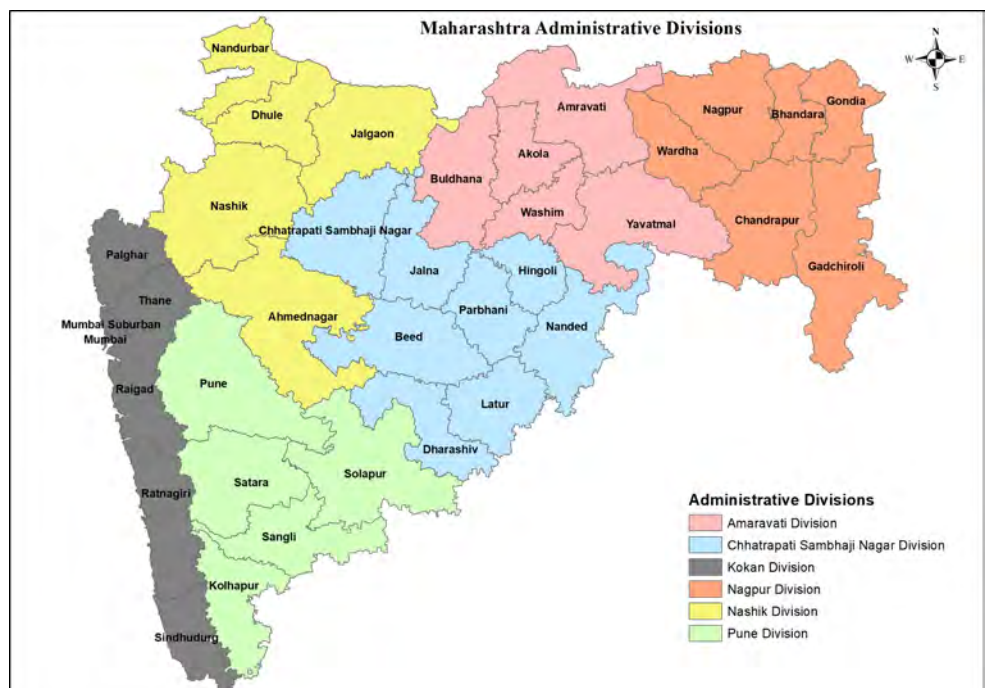 Maharashtra Administrative Divisions
N
W E
S
Nandurbar
Dhule
Jalgaon
Nashik
Ahmednagar
Amravati
Akola
Buldhana
Washim
Yavatmal
Nagpur
Bhandara
Gondia
Wardha
Chandrapur
Gadchiroli
Chhatrapati Sambhaji Nagar
Jalna
Hingoli
Parbhani
Nanded
Beed
Latur
Dharashiv
Palghar
Thane
Mumbai Suburban
Mumbai
Raigad
Ratnagiri
Sindhudurg
Pune
Satara
Solapur
Sangli
Kolhapur
Administrative Divisions
Amaravati Division
Chhatrapati Sambhaji Nagar Division
Kokan Division
Nagpur Division
Nashik Division
Pune Division